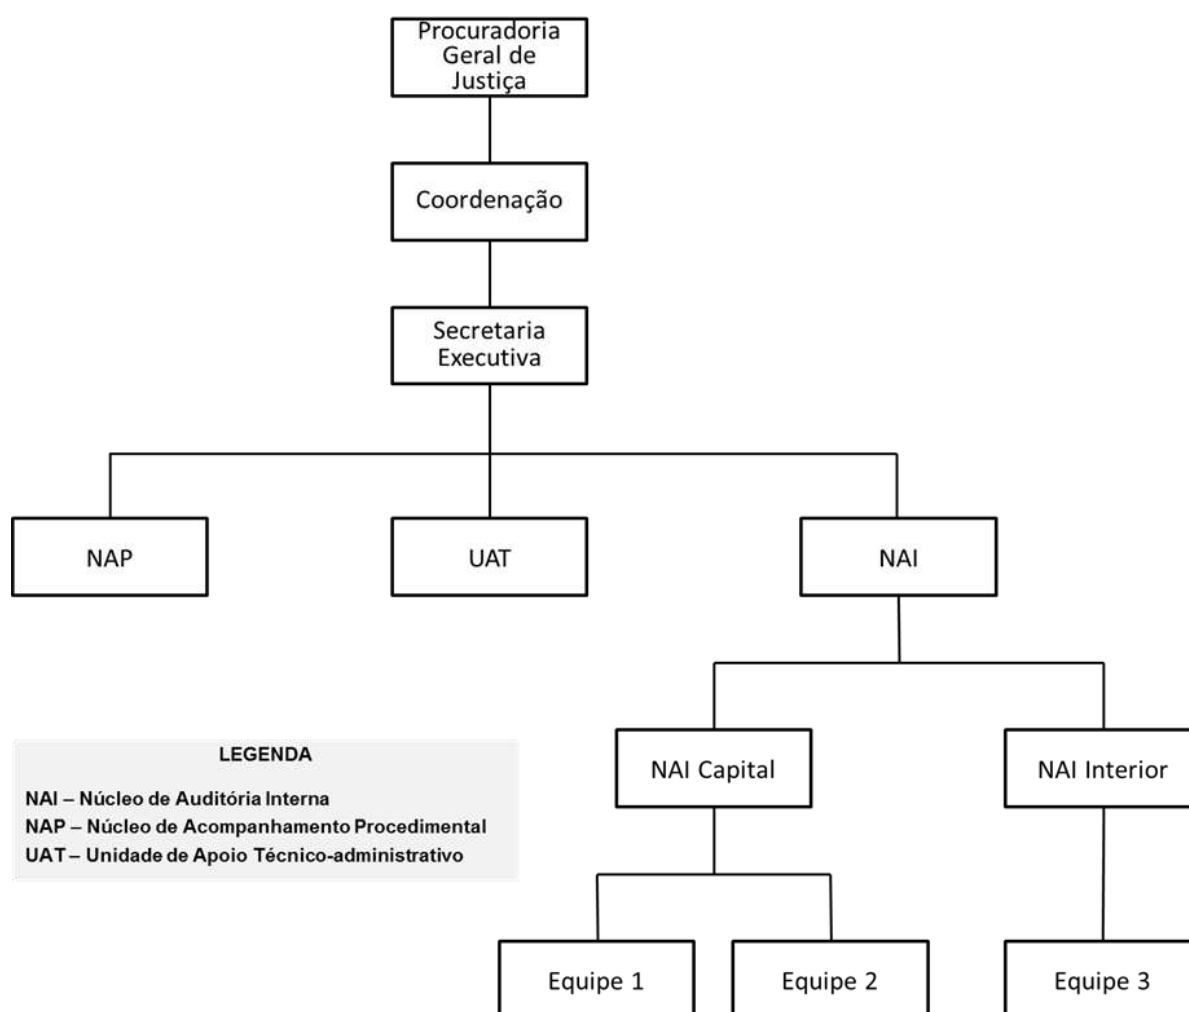 Procuradoria
Geral de
Justiça
Coordenação
Secretaria
Executiva
NAP
UAT
NAI
NAI Capital
NAI Interior
LEGENDA
NAI – Núcleo de Auditória Interna
NAP – Núcleo de Acompanhamento Procedimental
UAT – Unidade de Apoio Técnico-administrativo
Equipe 1
Equipe 2
Equipe 3